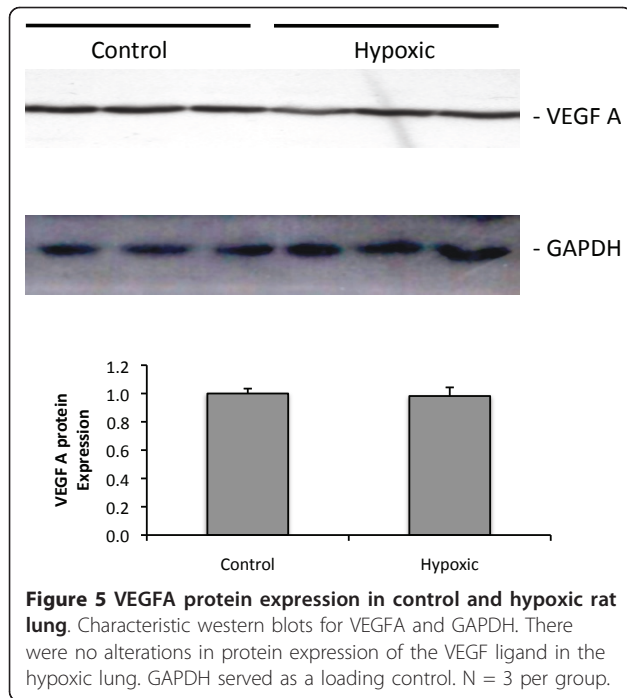 Control Hypoxic
- VEGF A
- GAPDH
1.2
1.0
0.8
0.6
0.4
0.2
0.0
VEGF A protein
Expression
Control Hypoxic
Figure 5 VEGFA protein expression in control and hypoxic rat
lung. Characteristic western blots for VEGFA and GAPDH. There
were no alterations in protein expression of the VEGF ligand in the
hypoxic lung. GAPDH served as a loading control. N = 3 per group.